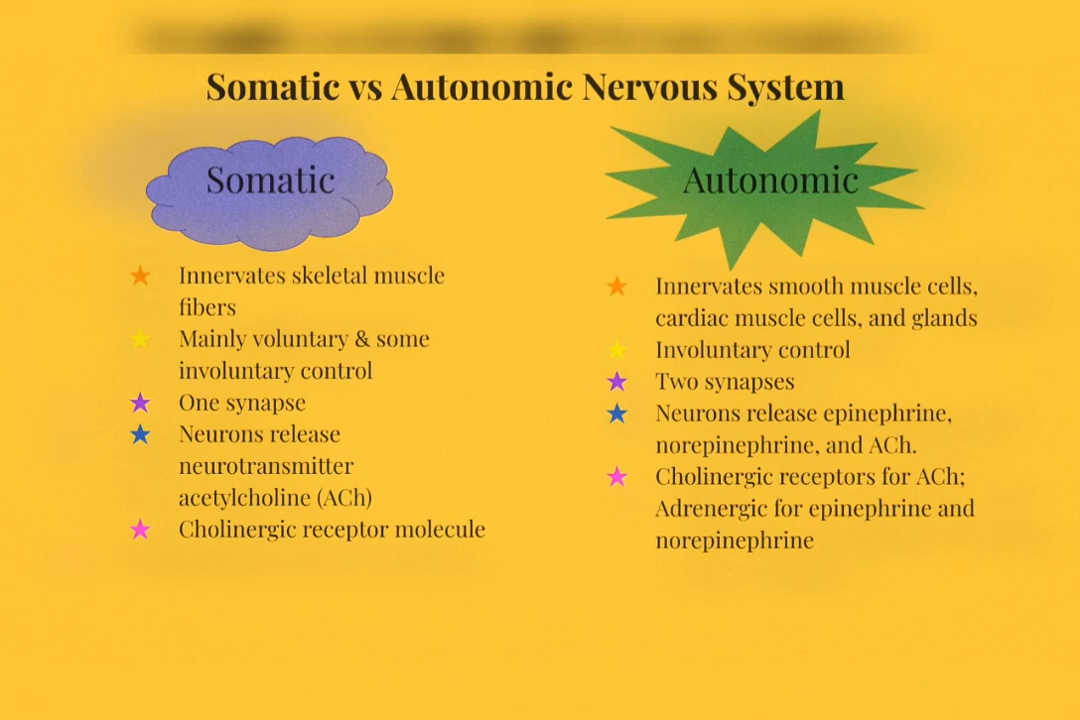 Somatic vs Autonomic Nervous System
Somatic
Innervates skeletal muscle
fibers
Mainly voluntary & some
involuntary control
One synapse
Neurons release
neurotransmitter
acetylcholine (ACh)
Cholinergic receptor molecule
Autonomic
Innervates smooth muscle cells,
cardiac muscle cells, and glands
Involuntary control
Two synapses
Neurons release epinephrine,
norepinephrine, and ACh.
Cholinergic receptors for ACh;
Adrenergic for epinephrine and
norepinephrine